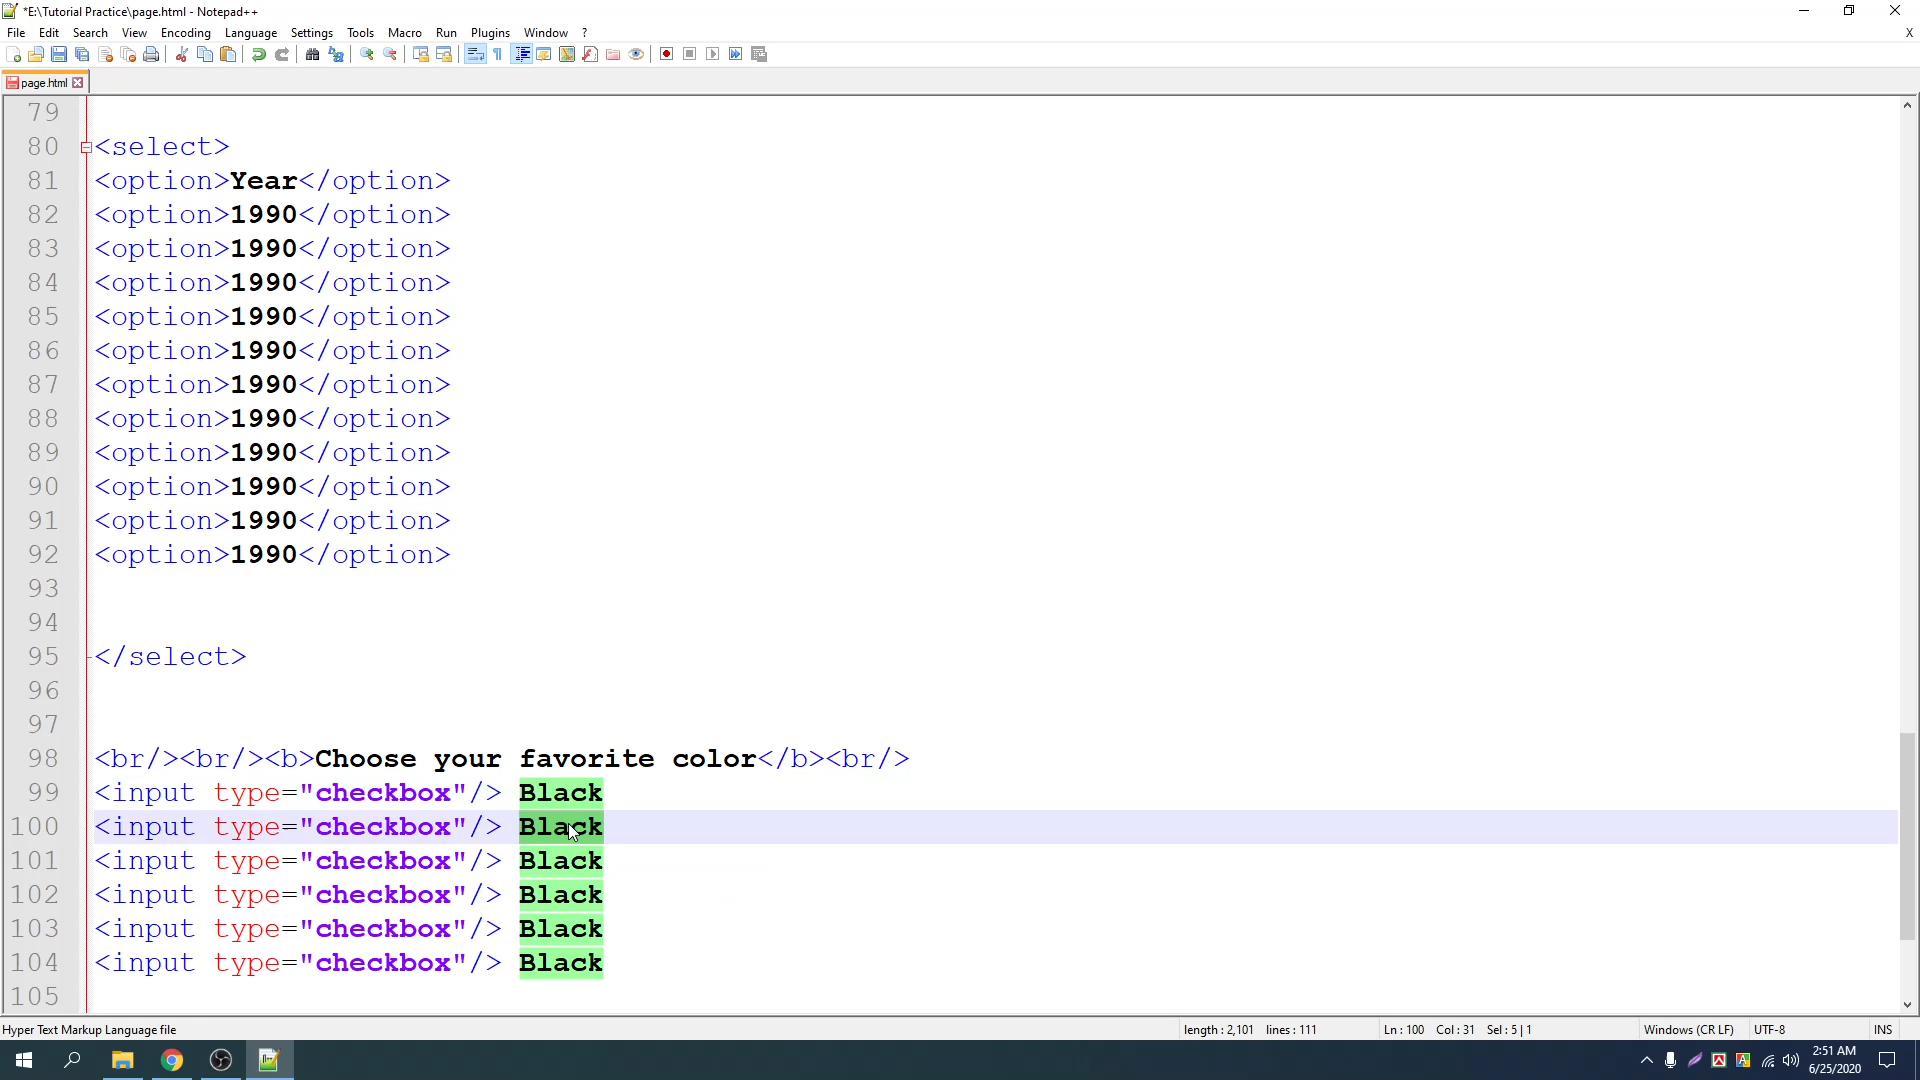 *E:\Tutorial Practice\page.html - Notepad++
File Edit Search View Encoding Language Settings Tools Macro Run Plugins Window ? X
page.html
79
80 <select>
81 <option>Year</option>
82 <option>1990</option>
83 <option>1990</option>
84 <option>1990</option>
85 <option>1990</option>
86 <option>1990</option>
87 <option>1990</option>
88 <option>1990</option>
89 <option>1990</option>
90 <option>1990</option>
91 <option>1990</option>
92 <option>1990</option>
93
94
95 </select>
96
97
98 <br/><br/><b>Choose your favorite color</b><br/>
99 <input type="checkbox"/> Black
100 <input type="checkbox"/> Black
101 <input type="checkbox"/> Black
102 <input type="checkbox"/> Black
103 <input type="checkbox"/> Black
104 <input type="checkbox"/> Black
105
Hyper Text Markup Language file length : 2,101 lines : 111 Ln : 100 Col : 31 Sel : 5 | 1 Windows (CR LF) UTF-8 INS
2:51 AM
6/25/2020